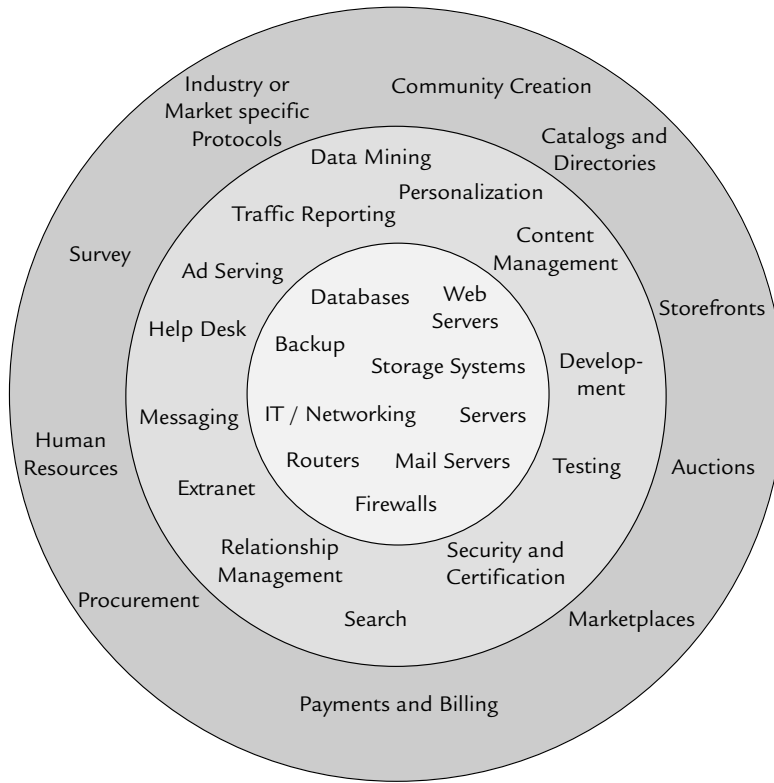 Industry or
Market specific
Protocols
Community Creation
Catalogs and
Directories
Data Mining
Personalization
Traffic Reporting
Content
Management
Survey
Ad Serving
Databases
Web
Servers
Storefronts
Help Desk
Backup
Storage Systems
Develop-
ment
Messaging
IT / Networking
Servers
Human
Resources
Routers
Mail Servers
Testing
Auctions
Extranet
Firewalls
Relationship
Management
Security and
Certification
Procurement
Search
Marketplaces
Payments and Billing